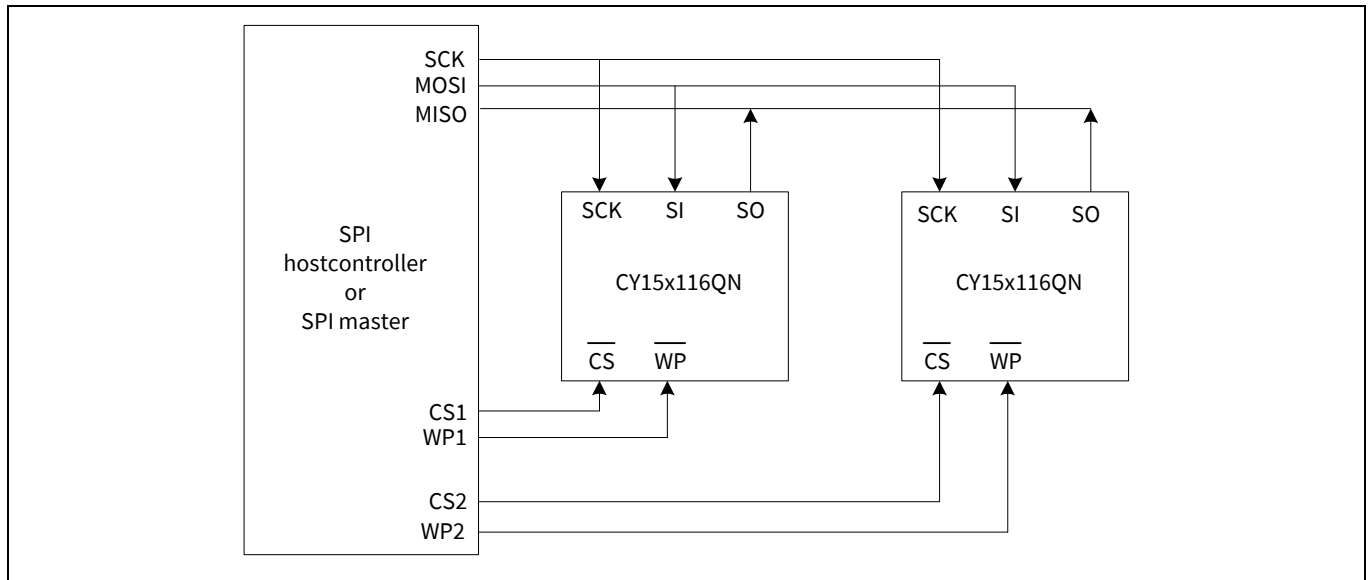 SCK
MOSI
MISO
SCK SI SO
SCK SI SO
SPI
hostcontroller
or
SPI master
CY15x116QN
CY15x116QN
CS WP
CS WP
CS1
WP1
CS2
WP2